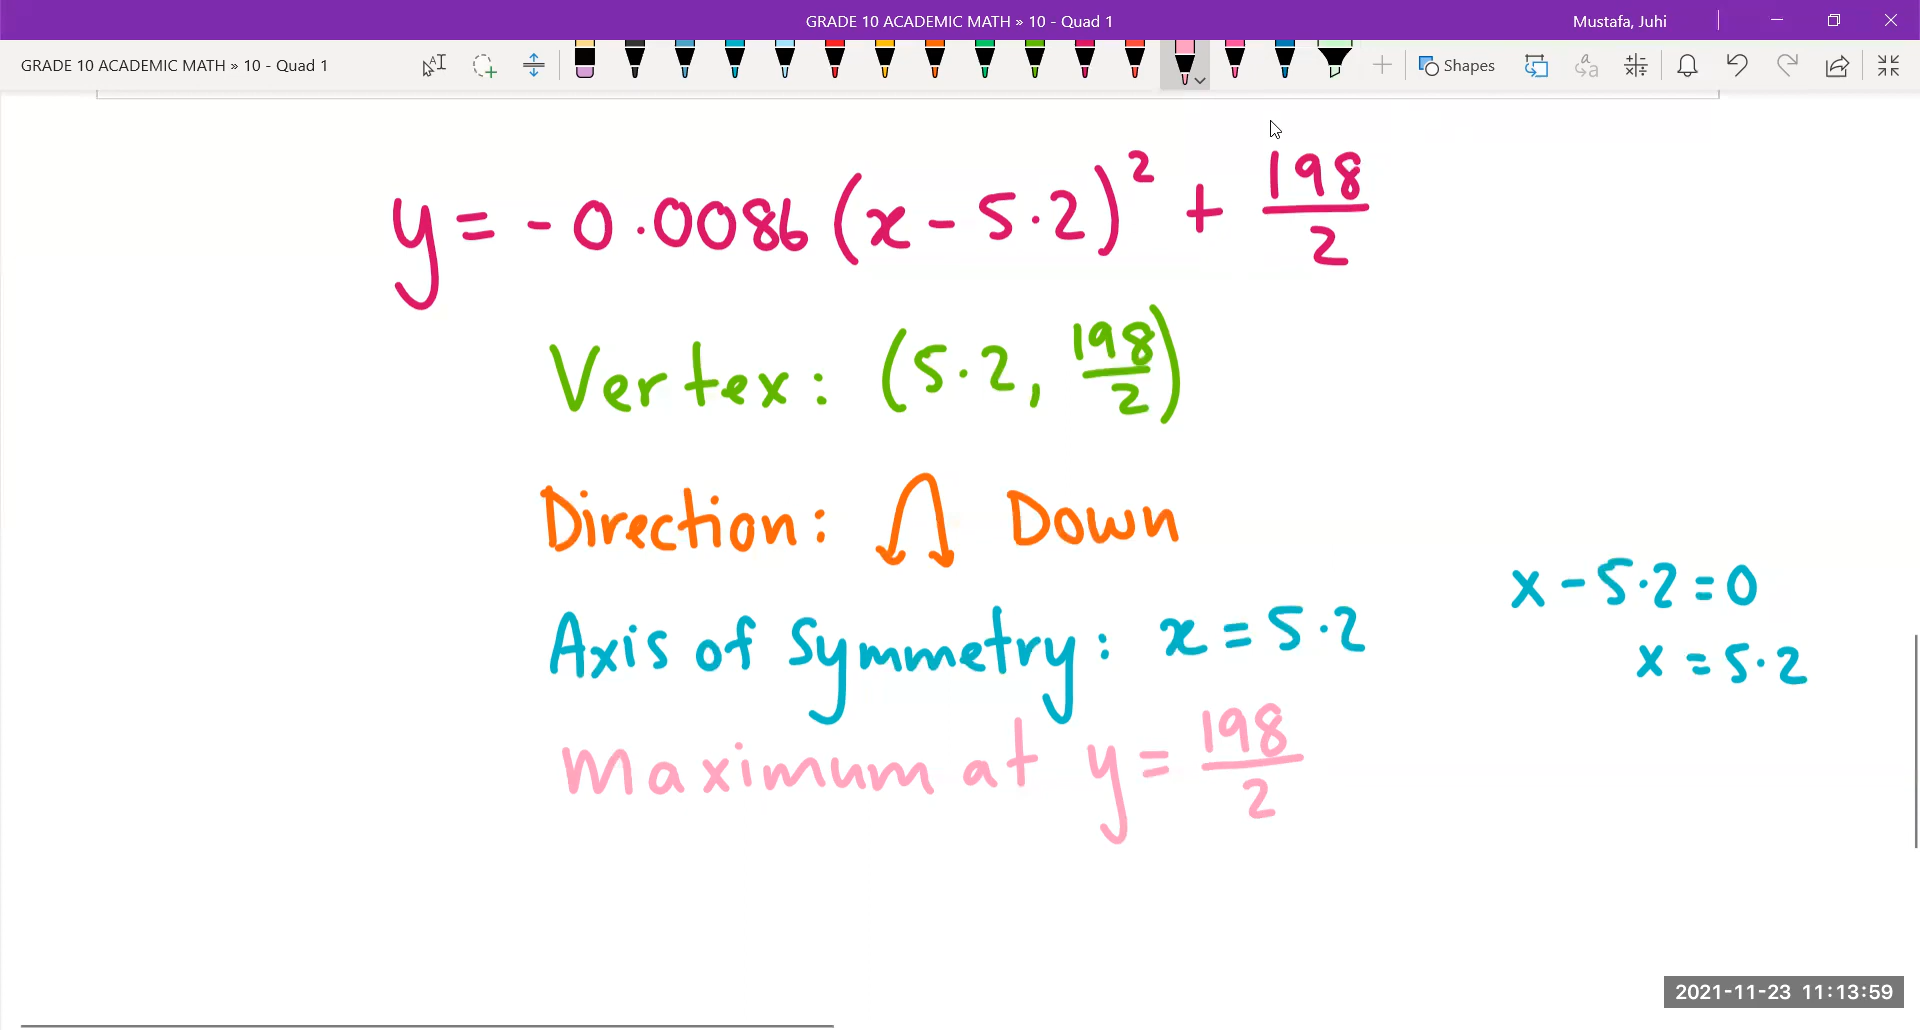 GRADE 10 ACADEMIC MATH » 10 - Quad 1
Mustafa, Juhi
GRADE 10 ACADEMIC MATH » 10 - Quad 1
Shapes
y = -0.0086 (x - 5.2)² + 198/2
Vertex: (5.2, 198/2)
Direction: Down
x - 5.2 = 0
Axis of Symmetry: x = 5.2
x = 5.2
Maximum at y = 198/2
2021-11-23 11:13:59